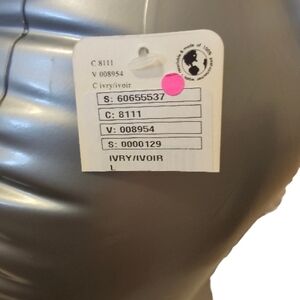 C 8111
V 008954
C ivry/ivoir
S: 60655537
C: 8111
V: 008954
S: 0000129
IVRY/IVOIR
L